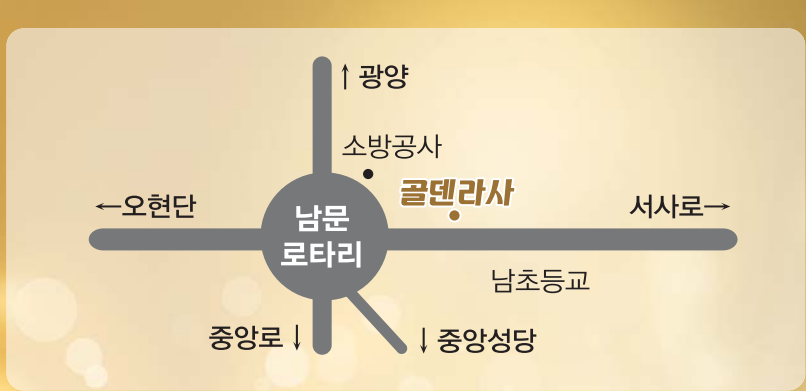 ↑ 광양
소방공사
골덴라사
←오현단
서사로→
남문
로타리
남초등교
중앙로 ↓
↓ 중앙성당